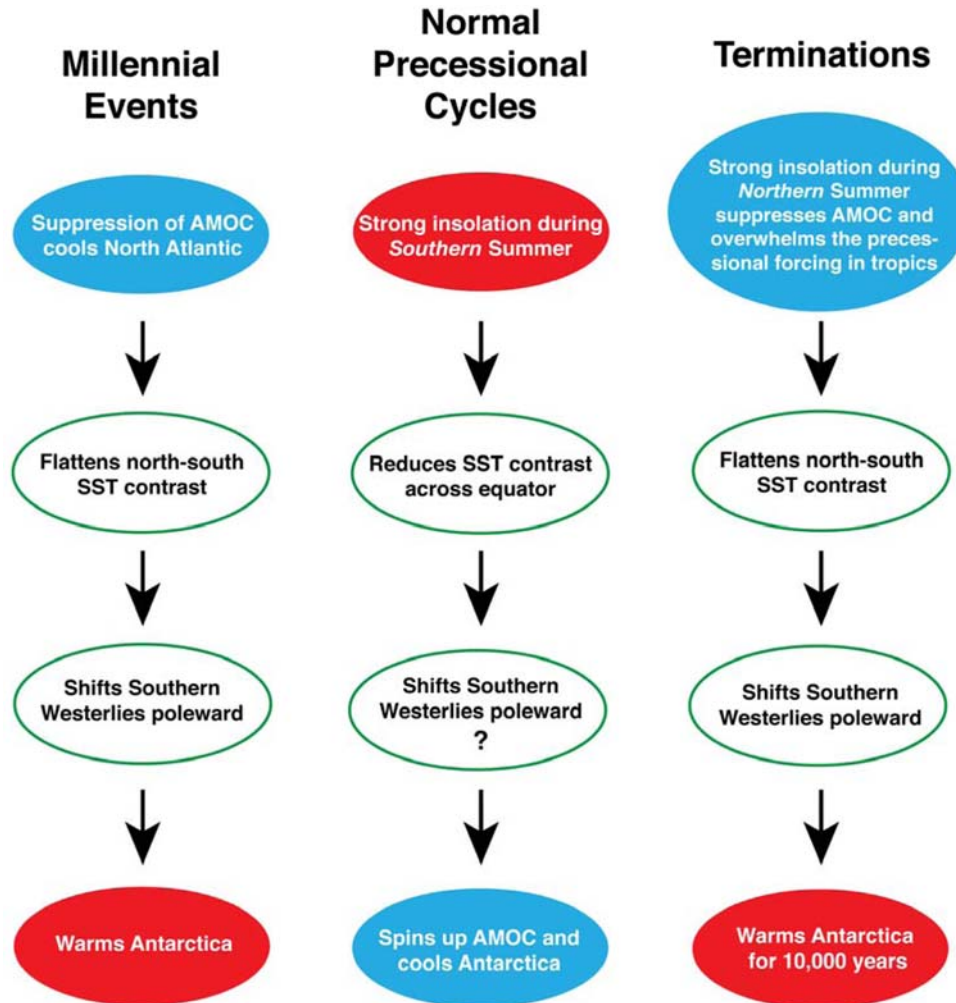 Millennial
Events
Suppression of AMOC
cools North Atlantic
Flattens north-south
SST contrast
Shifts Southern
Westerlies poleward
Warms Antarctica
Normal
Precessional
Cycles
Strong insolation during
Southern Summer
Reduces SST contrast
across equator
Shifts Southern
Westerlies poleward
?
Spins up AMOC and
cools Antarctica
Terminations
Strong insolation during
Northern Summer
suppresses AMOC and
overwhelms the preces-
sional forcing in tropics
Flattens north-south
SST contrast
Shifts Southern
Westerlies poleward
Warms Antarctica
for 10,000 years